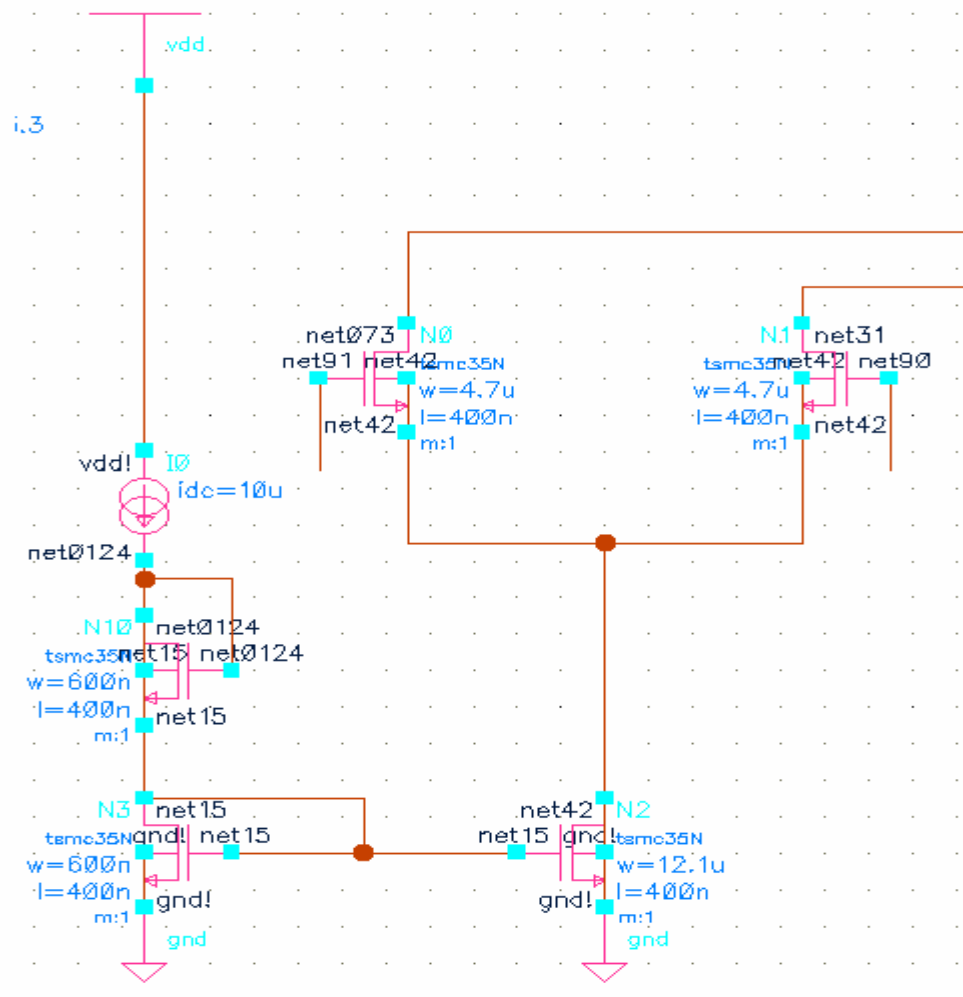 vdd
i.3
net073 N0
net91 net42 tsmc35N
w=4.7u
l=400n
net42
m:1
N1 net31
tsmc35N net42 net90
w=4.7u
l=400n
net42
m:1
vdd! I0
idc=10u
net0124
N10 net0124
tsmc35N net15 net0124
w=600n
l=400n
net15
m:1
N3 net15
tsmc35N gnd! net15
w=600n
l=400n
gnd!
m:1
gnd
net42 N2
net15 gnd! tsmc35N
w=12.1u
l=400n
gnd!
m:1
gnd